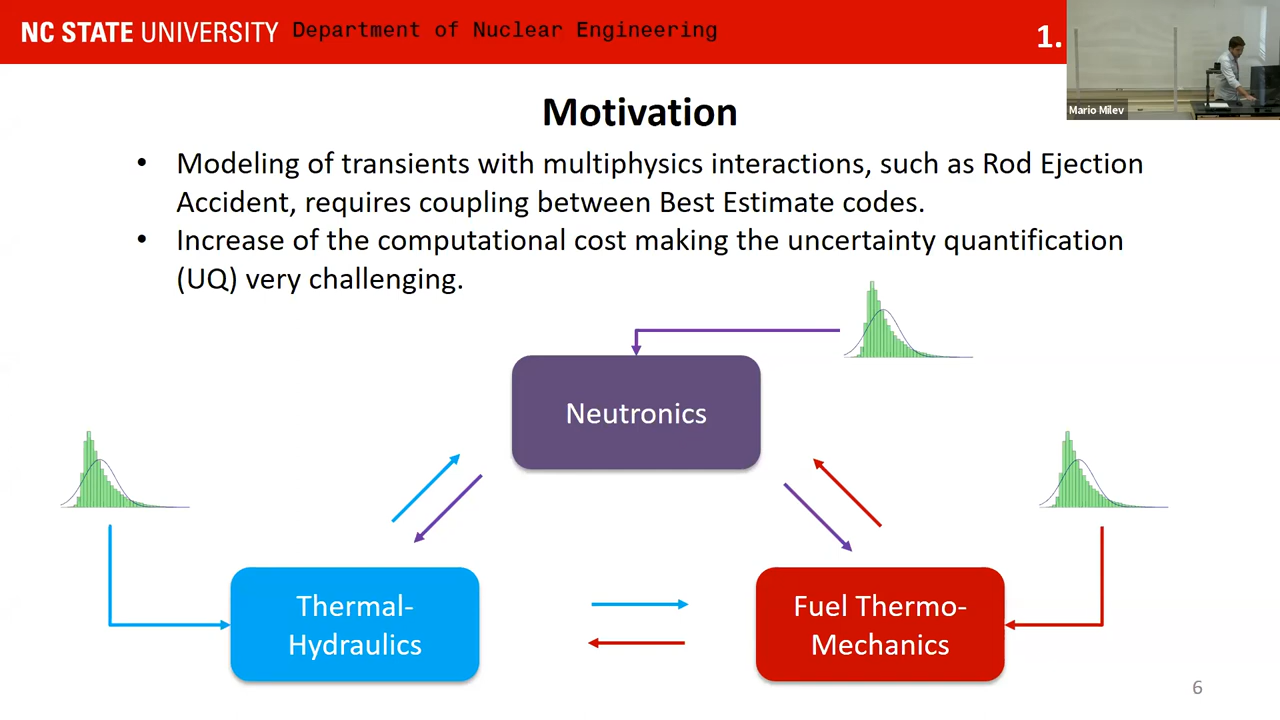 NC STATE UNIVERSITY Department of Nuclear Engineering
1.
Mario Milev
Motivation
• Modeling of transients with multiphysics interactions, such as Rod Ejection
Accident, requires coupling between Best Estimate codes.
• Increase of the computational cost making the uncertainty quantification
(UQ) very challenging.
Neutronics
Thermal-
Hydraulics
Fuel Thermo-
Mechanics
6